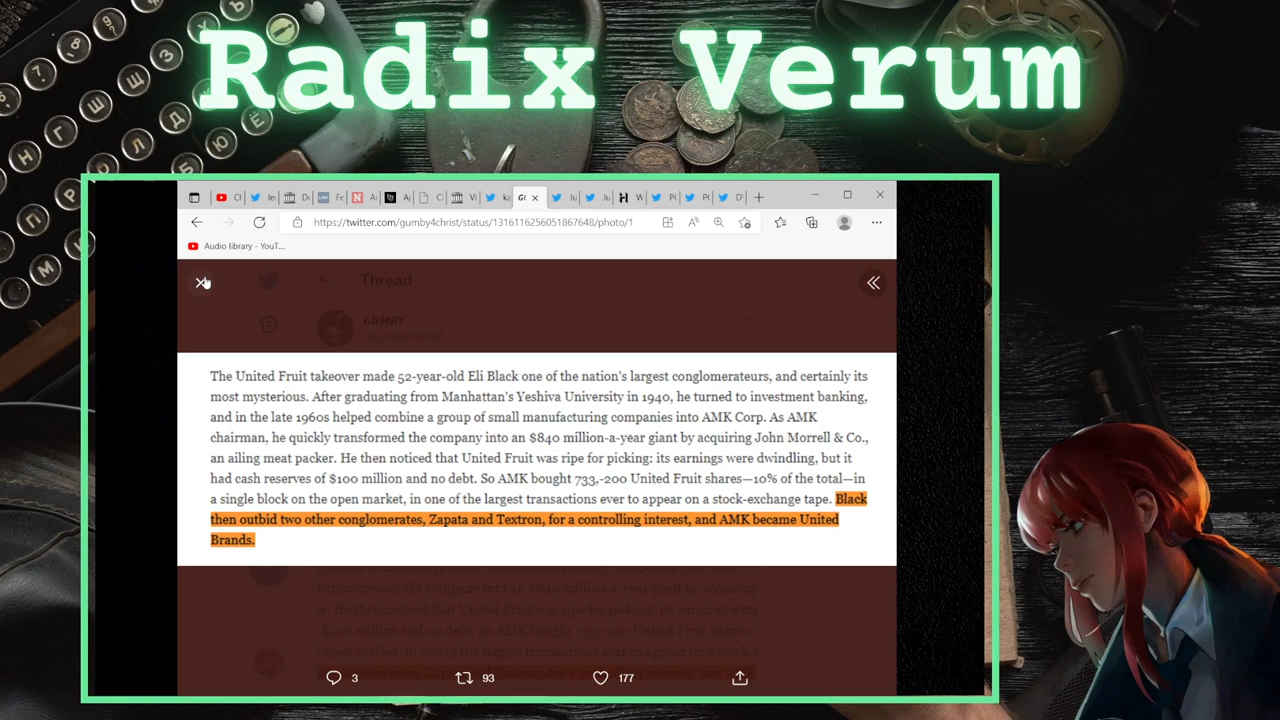 Radix Verum
https://twitter.com/gumby4christ/status/1316116256051867648/photo/1
Audio library - YouT...
Thread
GUMBY
The United Fruit takeover made 52-year-old Eli Black one of the nation's largest conglomerateurs, and certainly its
most mysterious. After graduating from Manhattan's Yeshiva University in 1940, he turned to investment banking,
and in the late 1960s helped combine a group of small manufacturing companies into AMK Corp. As AMK
chairman, he quickly transformed the company into an $840 million-a-year giant by acquiring John Morrell & Co.,
an ailing meat packer. He then noticed that United Fruit was ripe for picking: its earnings were dwindling, but it
had cash reserves of $100 million and no debt. So AMK bought 733,-200 United Fruit shares—10% of the total—in
a single block on the open market, in one of the largest transactions ever to appear on a stock-exchange tape. Black
then outbid two other conglomerates, Zapata and Textron, for a controlling interest, and AMK became United
Brands.
3 93 177